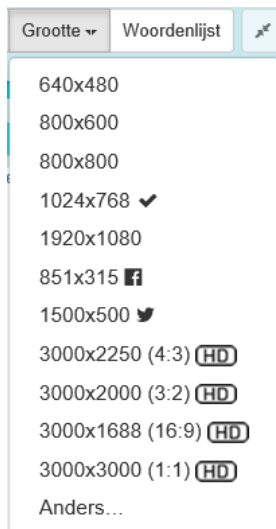 Grootte Woordenlijst
640x480
800x600
800x800
1024x768
1920x1080
851x315
1500x500
3000x2250 (4:3) HD
3000x2000 (3:2) HD
3000x1688 (16:9) HD
3000x3000 (1:1) HD
Anders...